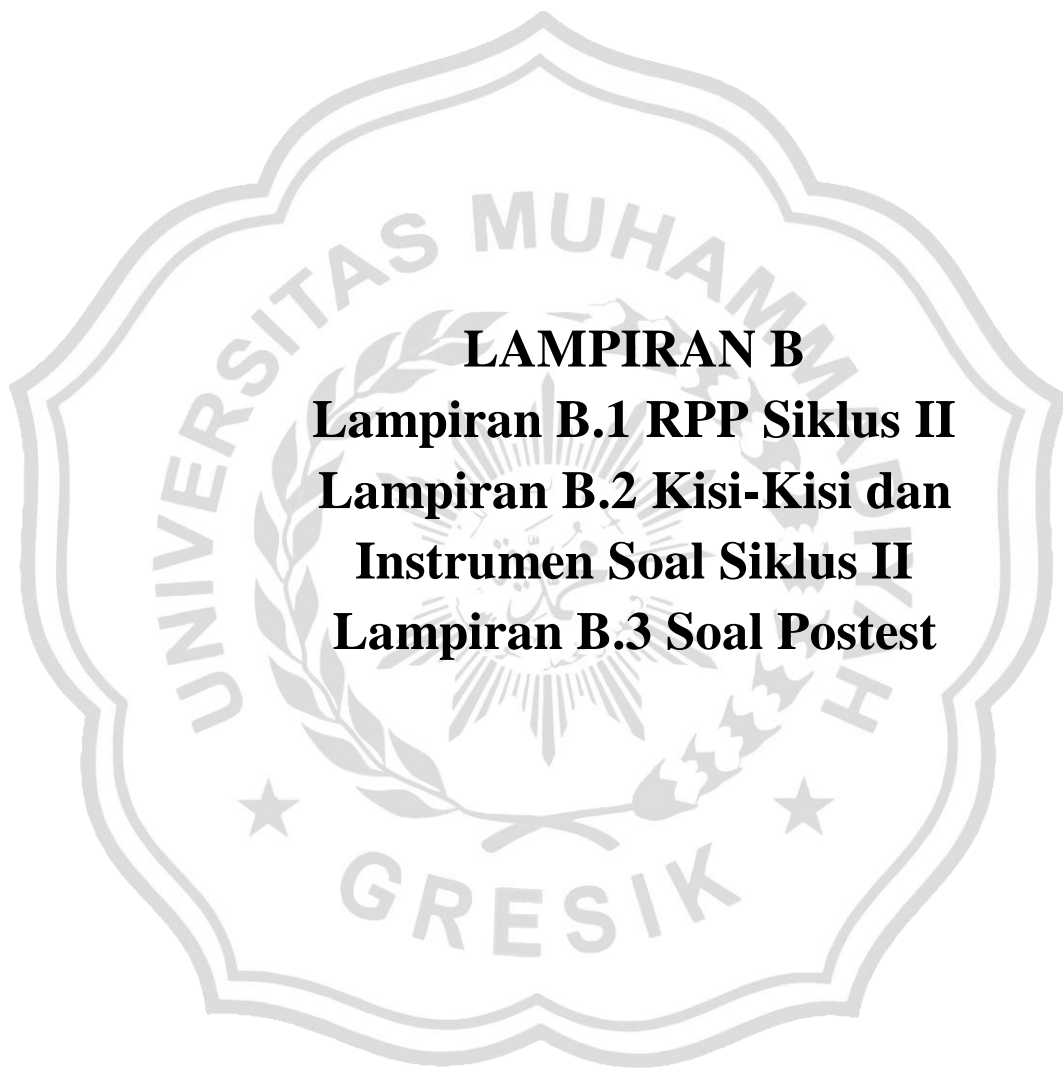 LAMPIRAN B
Lampiran B.1 RPP Siklus II
Lampiran B.2 Kisi-Kisi dan
Instrumen Soal Siklus II
Lampiran B.3 Soal Postest
UNIVERSITAS MUHAMMADIYAH
GRESIK